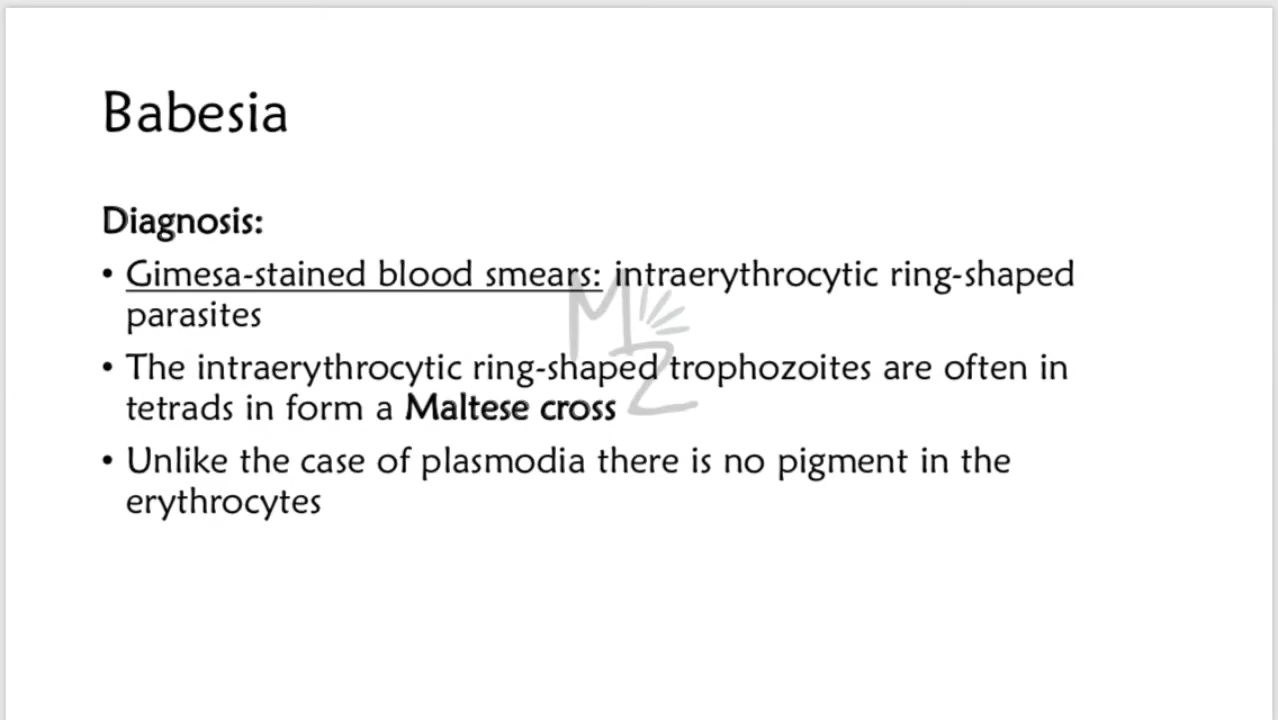 Babesia
Diagnosis:
• Gimesa-stained blood smears: intraerythrocytic ring-shaped
parasites
• The intraerythrocytic ring-shaped trophozoites are often in
tetrads in form a Maltese cross
• Unlike the case of plasmodia there is no pigment in the
erythrocytes
MZ